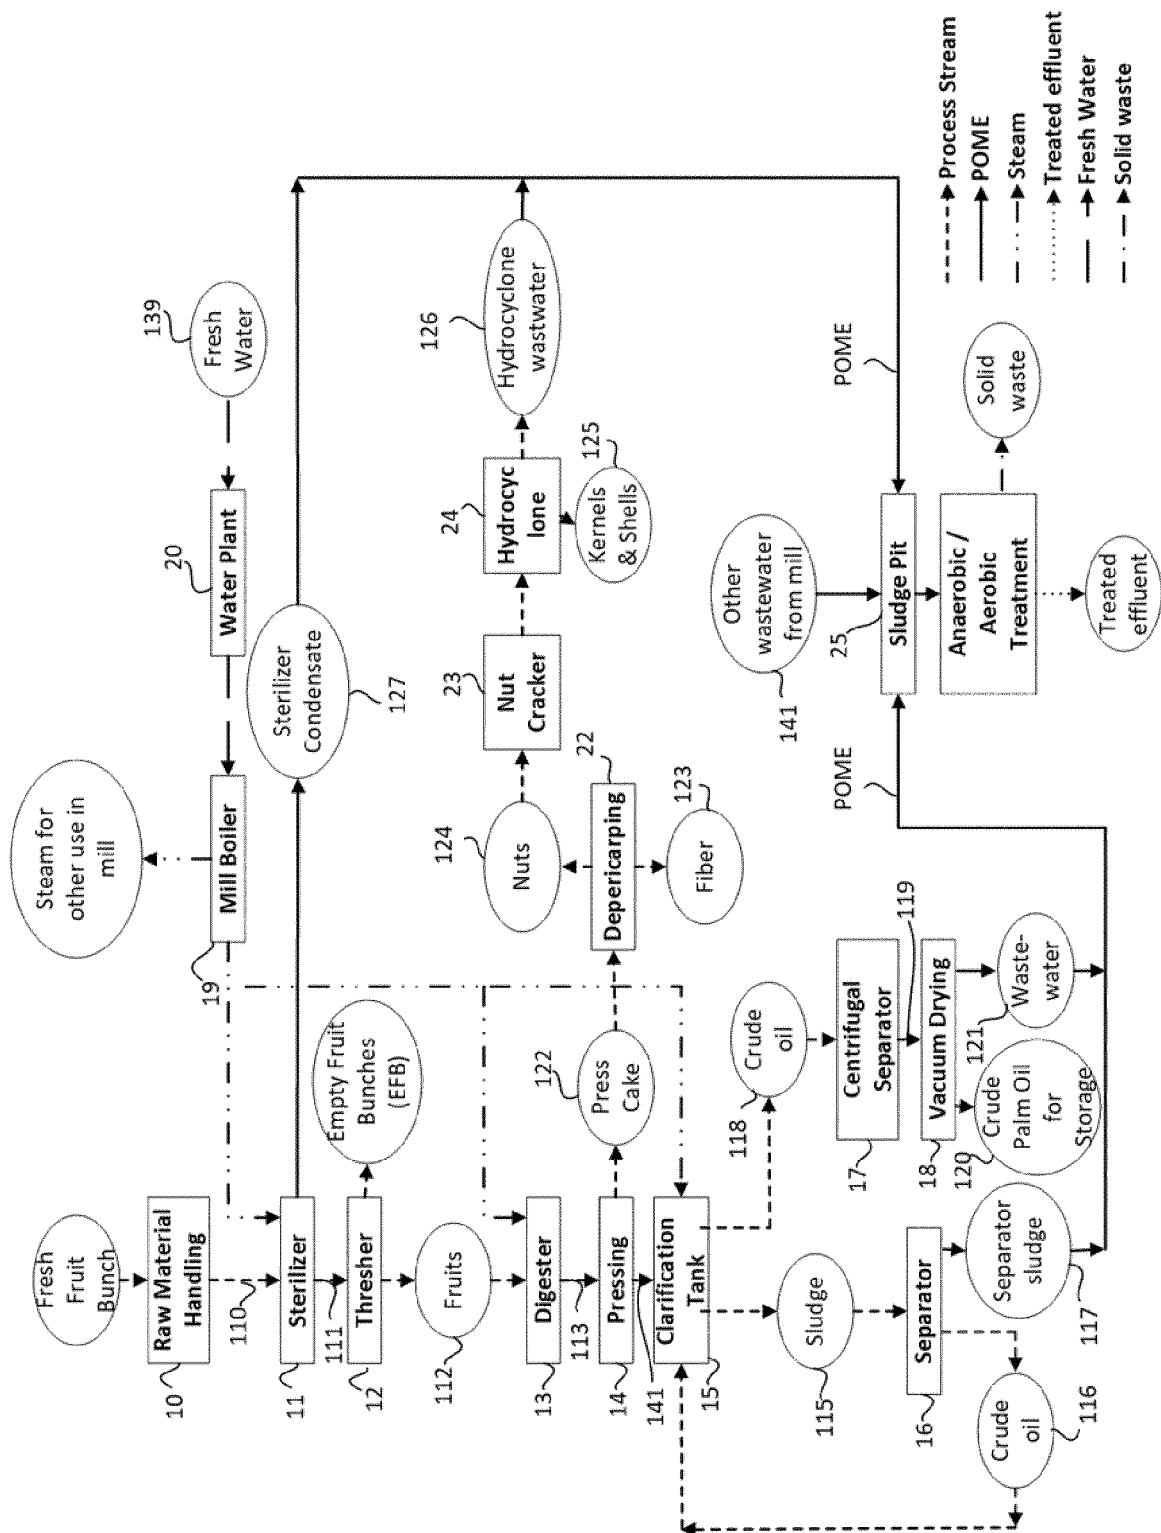 Fresh
Fruit
Bunch
Raw Material
Handling
10
110
Sterilizer
11
111
Thresher
12
Empty Fruit
Bunches
(EFB)
Fruits
112
Digester
13
113
Pressing
14
141
Clarification
Tank
15
Sludge
115
Separator
16
Crude
oil
116
Separator
sludge
117
Steam for
other use in
mill
Mill Boiler
19
Water Plant
20
Fresh
Water
139
Sterilizer
Condensate
127
Press
Cake
122
Depericarping
22
Fiber
123
Nuts
124
Nut
Cracker
23
Hydrocyc
lone
24
Kernels
& Shells
125
Hydrocyclone
wastwater
126
Crude
oil
118
Centrifugal
Separator
17
119
Vacuum Drying
18
Crude
Palm Oil
for
Storage
120
Waste-
water
121
POME
POME
Other
wastewater
from mill
141
Sludge Pit
25
Anaerobic /
Aerobic
Treatment
Solid
waste
Treated
effluent
Process Stream
POME
Steam
Treated effluent
Fresh Water
Solid waste